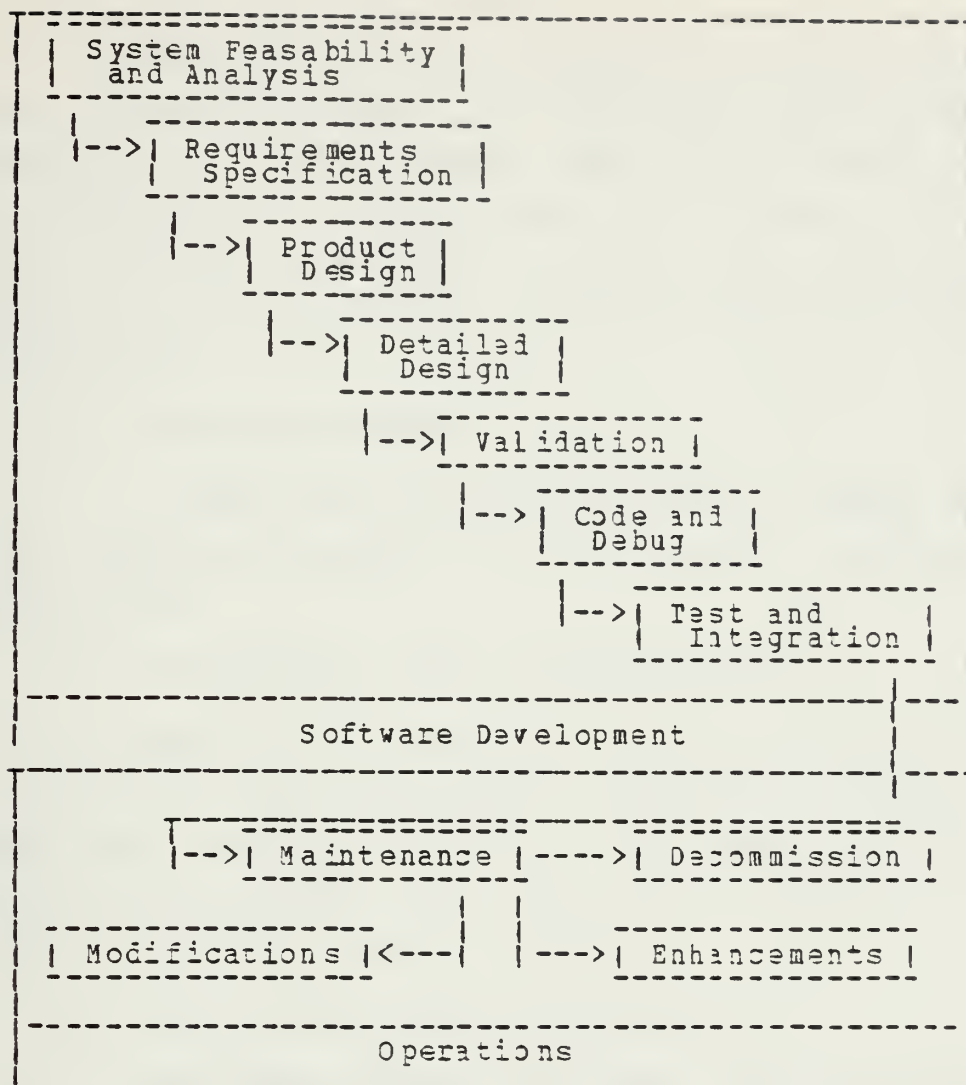 System Feasability
and Analysis
Requirements
Specification
Product
Design
Detailed
Design
Validation
Code and
Debug
Test and
Integration
Software Development
Maintenance
Decommission
Modifications
Enhancements
Operations